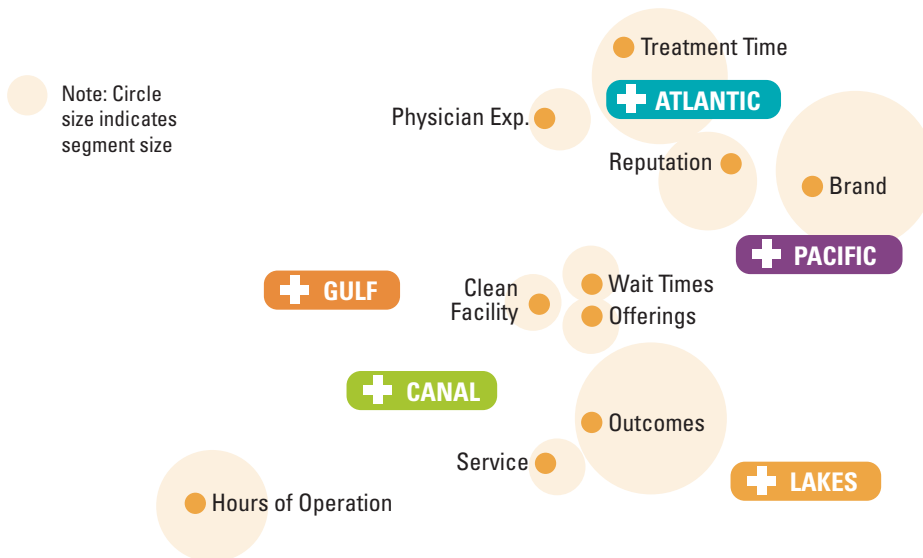 Treatment Time
Note: Circle
size indicates
segment size
ATLANTIC
Physician Exp.
Reputation
Brand
PACIFIC
GULF
Clean
Facility
Wait Times
Offerings
CANAL
Outcomes
Service
LAKES
Hours of Operation